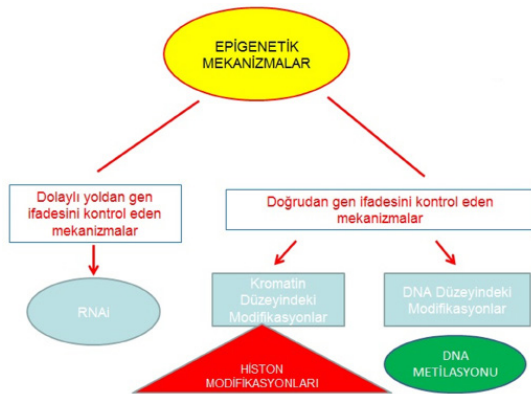 EPİGENETİK
MEKANİZMALAR
Dolaylı yoldan gen
ifadesini kontrol eden
mekanizmalar
Doğrudan gen ifadesini kontrol eden
mekanizmalar
RNAi
Kromatin
Düzeyindeki
Modifikasyonlar
DNA Düzeyindeki
Modifikasyonlar
HİSTON
MODİFİKASYONLARI
DNA
METİLASYONU